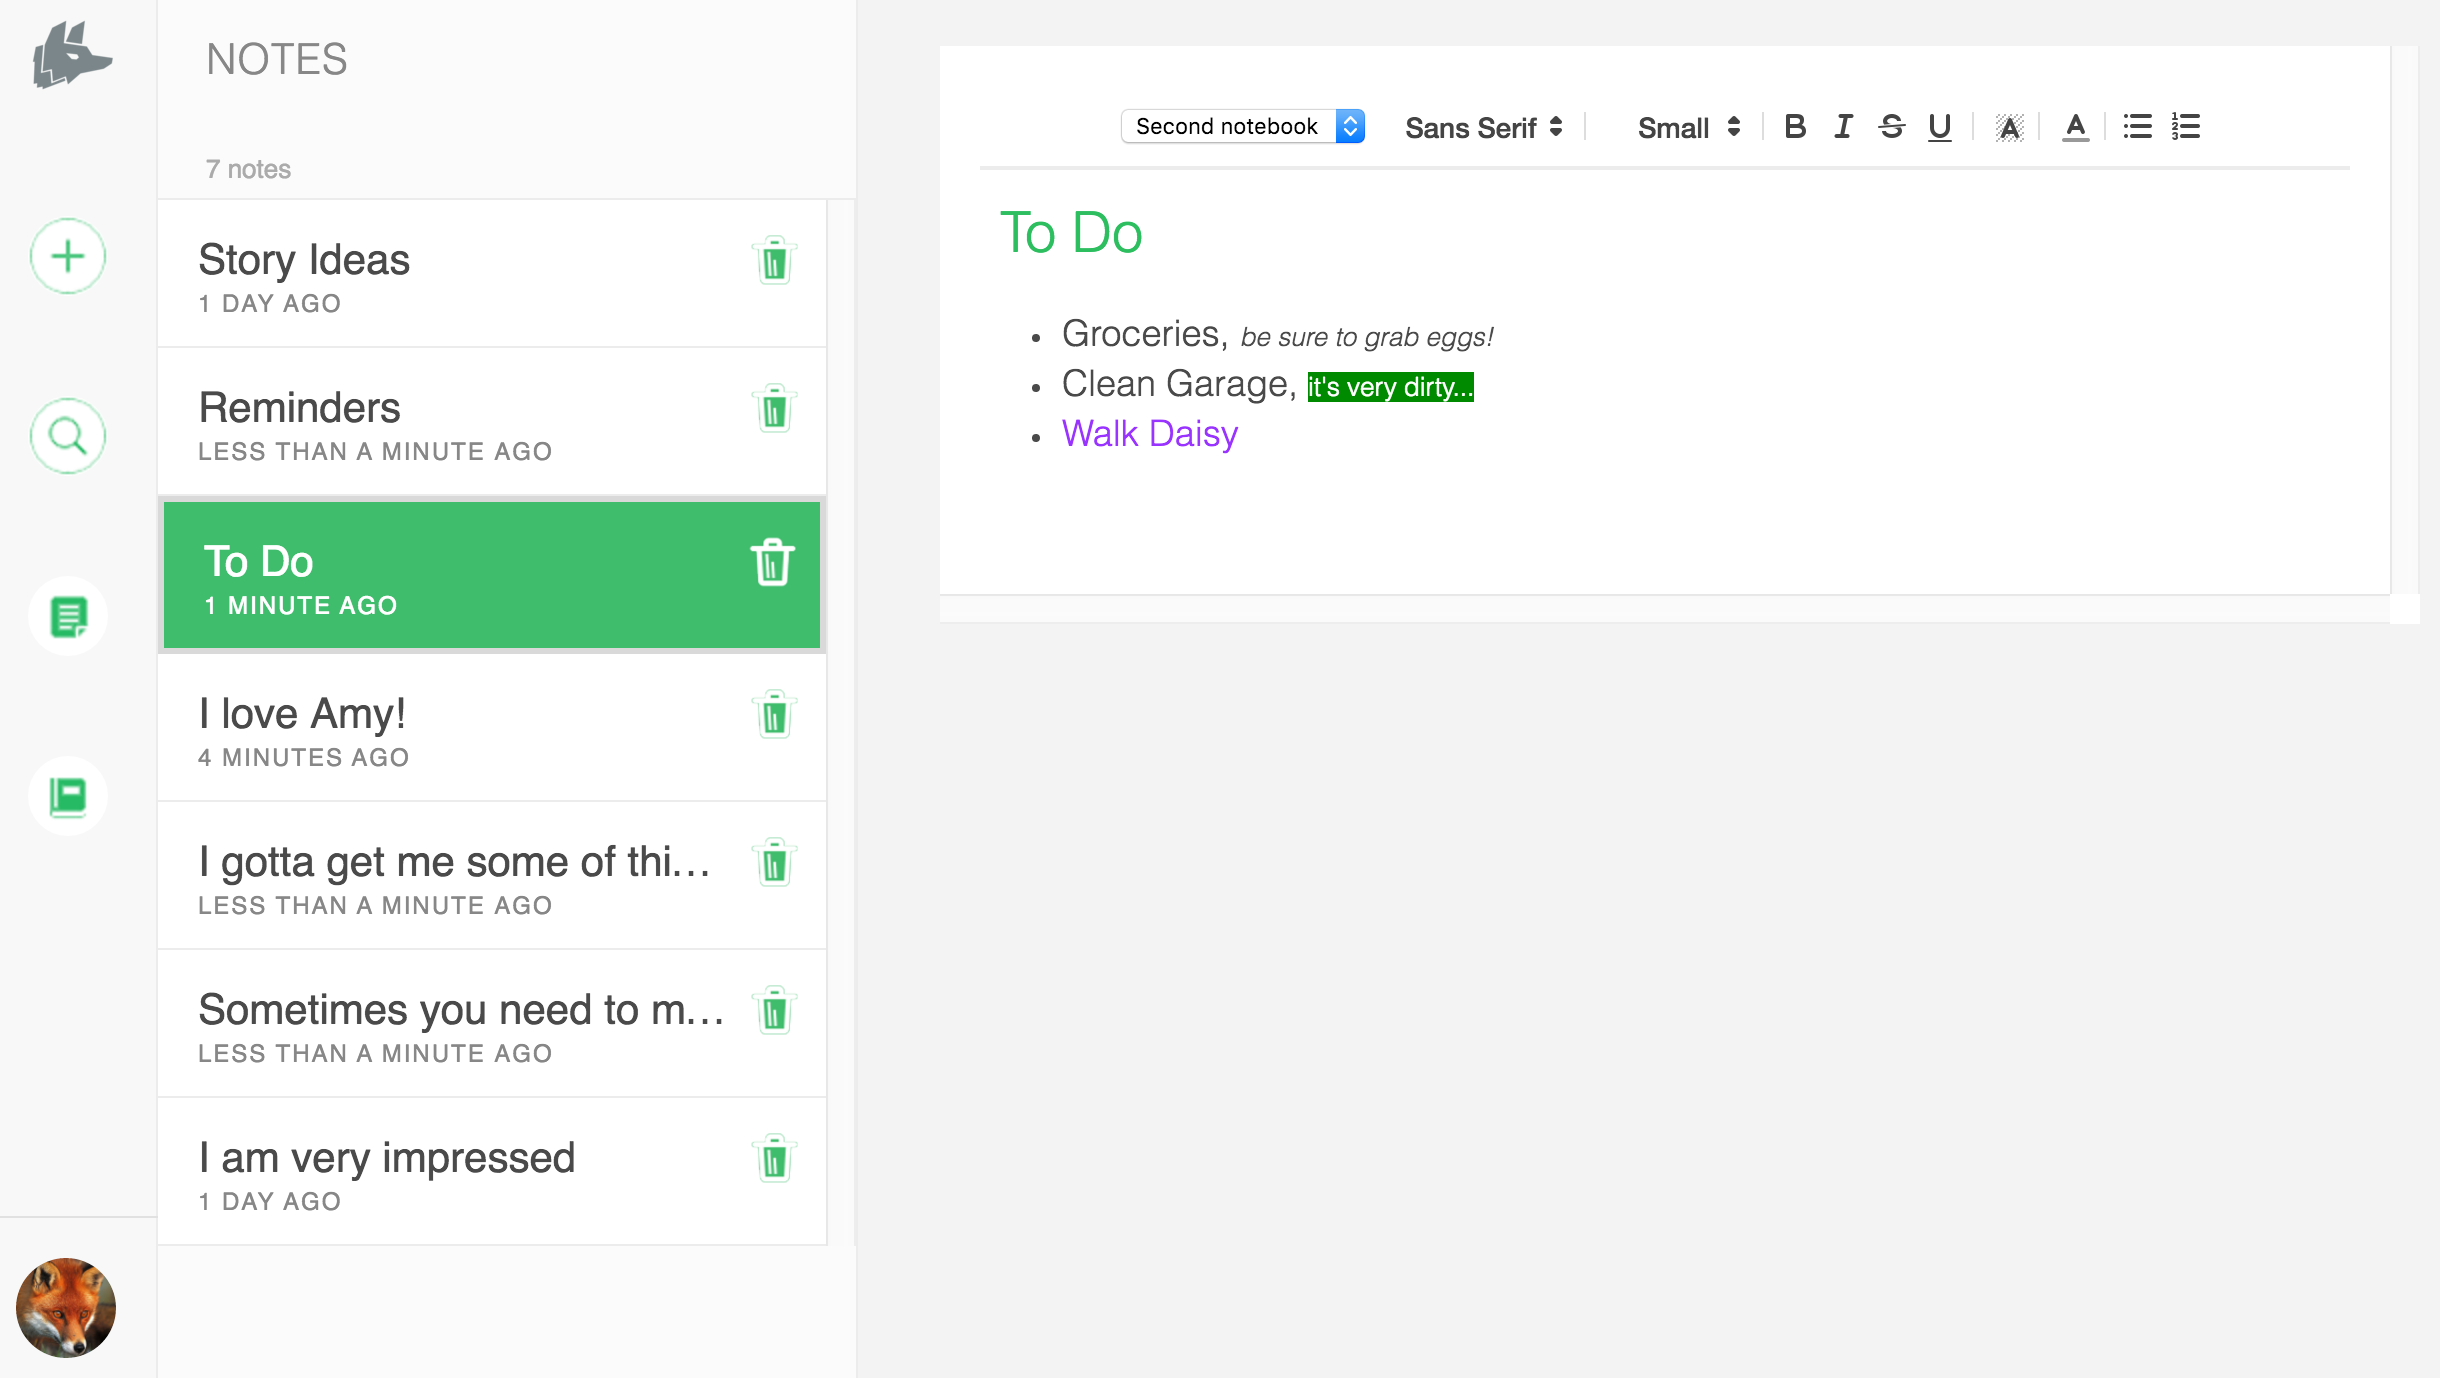 NOTES
7 notes
Story Ideas
1 DAY AGO
Reminders
LESS THAN A MINUTE AGO
To Do
1 MINUTE AGO
I love Amy!
4 MINUTES AGO
I gotta get me some of thi...
LESS THAN A MINUTE AGO
Sometimes you need to m...
LESS THAN A MINUTE AGO
I am very impressed
1 DAY AGO
Second notebook Sans Serif Small B I S U A A
To Do
• Groceries, be sure to grab eggs!
• Clean Garage, it's very dirty...
• Walk Daisy